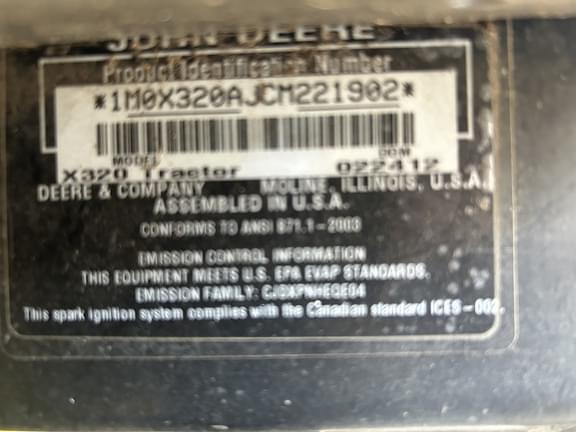 JOHN DEERE
Product Identification Number
*1M0X320AJCM221902*
MODEL DOM
X320 Tractor 022412
DEERE & COMPANY MOLINE, ILLINOIS, U.S.A.
ASSEMBLED IN U.S.A.
CONFORMS TO ANSI B71.1-2003
EMISSION CONTROL INFORMATION
THIS EQUIPMENT MEETS U.S. EPA EVAP STANDARDS.
EMISSION FAMILY:
This spark ignition system complies with the Canadian standard ICES-002.